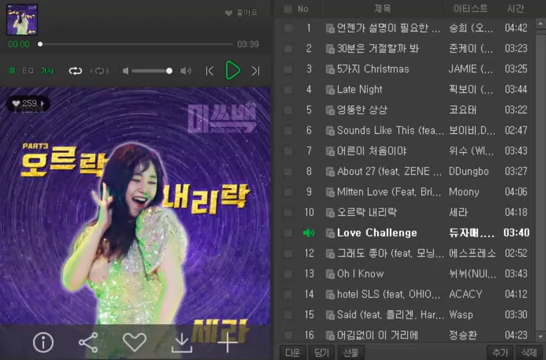 좋아요
00:00
03:39
EQ 가사
259
미쓰백
PART3
오르락
내리락
세라
No 제목 아티스트 시간
1 언젠가 설명이 필요한 ... 승희 (오... 04:42
2 30분은 거절할까 봐 준케이 (... 03:23
3 5가지 Christmas JAMIE (... 03:25
4 Late Night 픽보이 (... 03:44
5 엉뚱한 상상 코요태 03:22
6 Sounds Like This (fea... 보이비,D... 02:47
7 어른이 처음이야 위수 (WI... 03:43
8 About 27 (feat, ZENE ... DDungbo 03:27
9 Mitten Love (Feat, Bri... Moony 04:06
10 오르락 내리락 세라 04:18
Love Challenge 듀자매,... 03:40
12 그래도 좋아 (feat, 모닝... 에스프레소 02:52
13 Oh I Know 뉘뉘(NUI... 03:43
14 hotel SLS (feat, OHIO... ACACY 04:12
15 Said (feat, 플리겐, Har... Wasp 03:30
16 어김없이 이 거리에 정승환 04:23
다운 담기 선물 추가 삭제